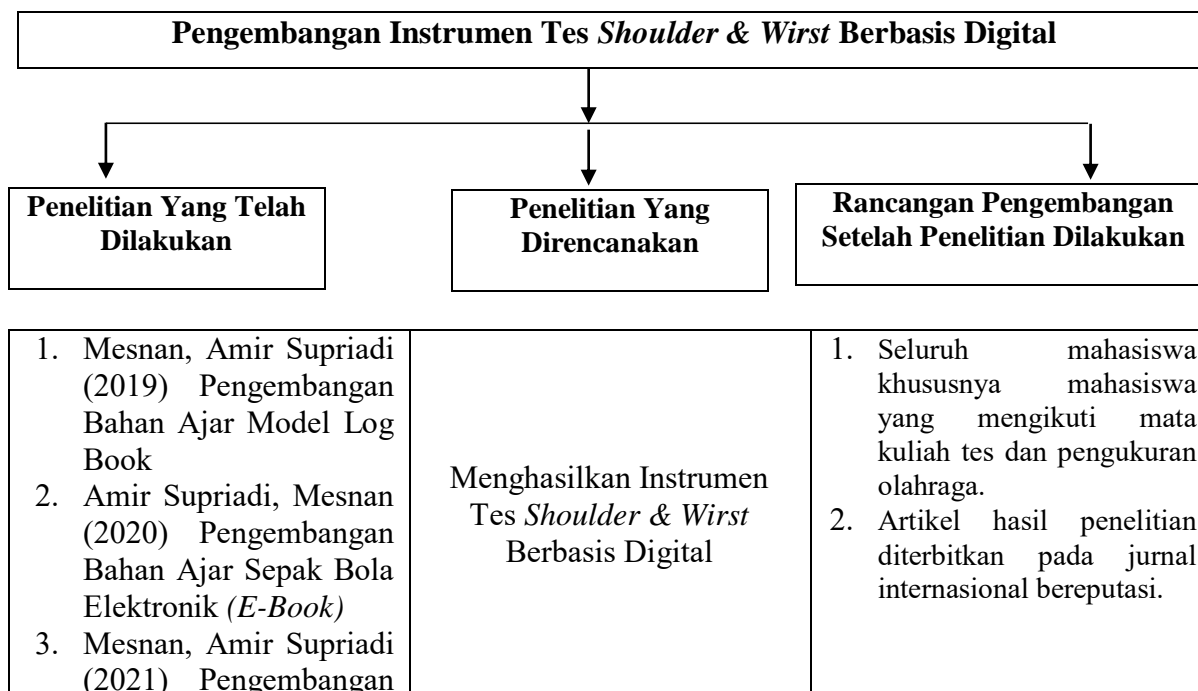 Pengembangan Instrumen Tes Shoulder & Wirst Berbasis Digital
Penelitian Yang Telah
Dilakukan
Penelitian Yang
Direncanakan
Rancangan Pengembangan
Setelah Penelitian Dilakukan
1. Mesnan, Amir Supriadi
(2019) Pengembangan
Bahan Ajar Model Log
Book
2. Amir Supriadi, Mesnan
(2020) Pengembangan
Bahan Ajar Sepak Bola
Elektronik (E-Book)
3. Mesnan, Amir Supriadi
(2021) Pengembangan
Menghasilkan Instrumen
Tes Shoulder & Wirst
Berbasis Digital
1. Seluruh mahasiswa
khususnya mahasiswa
yang mengikuti mata
kuliah tes dan pengukuran
olahraga.
2. Artikel hasil penelitian
diterbitkan pada jurnal
internasional bereputasi.